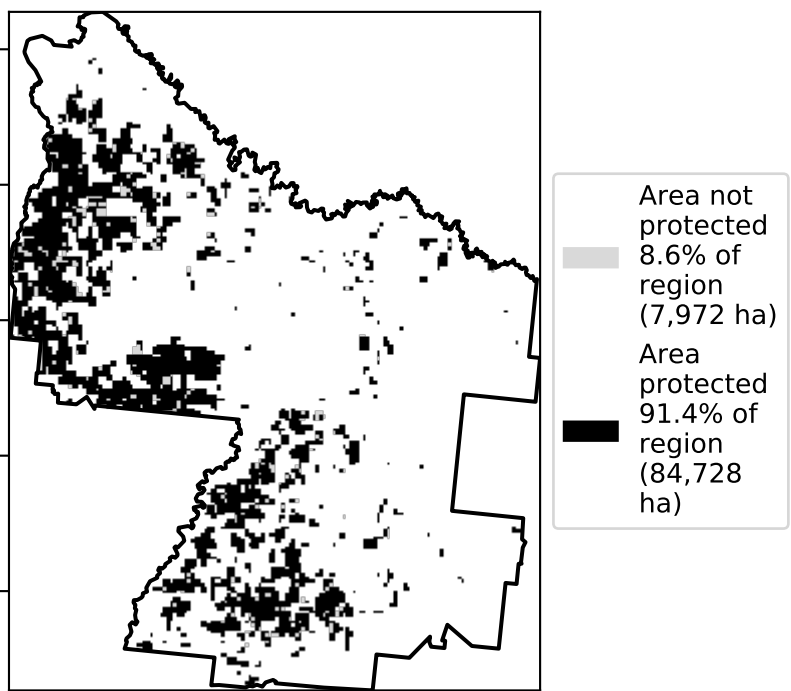 Area not
protected
8.6% of
region
(7,972 ha)
Area
protected
91.4% of
region
(84,728
ha)